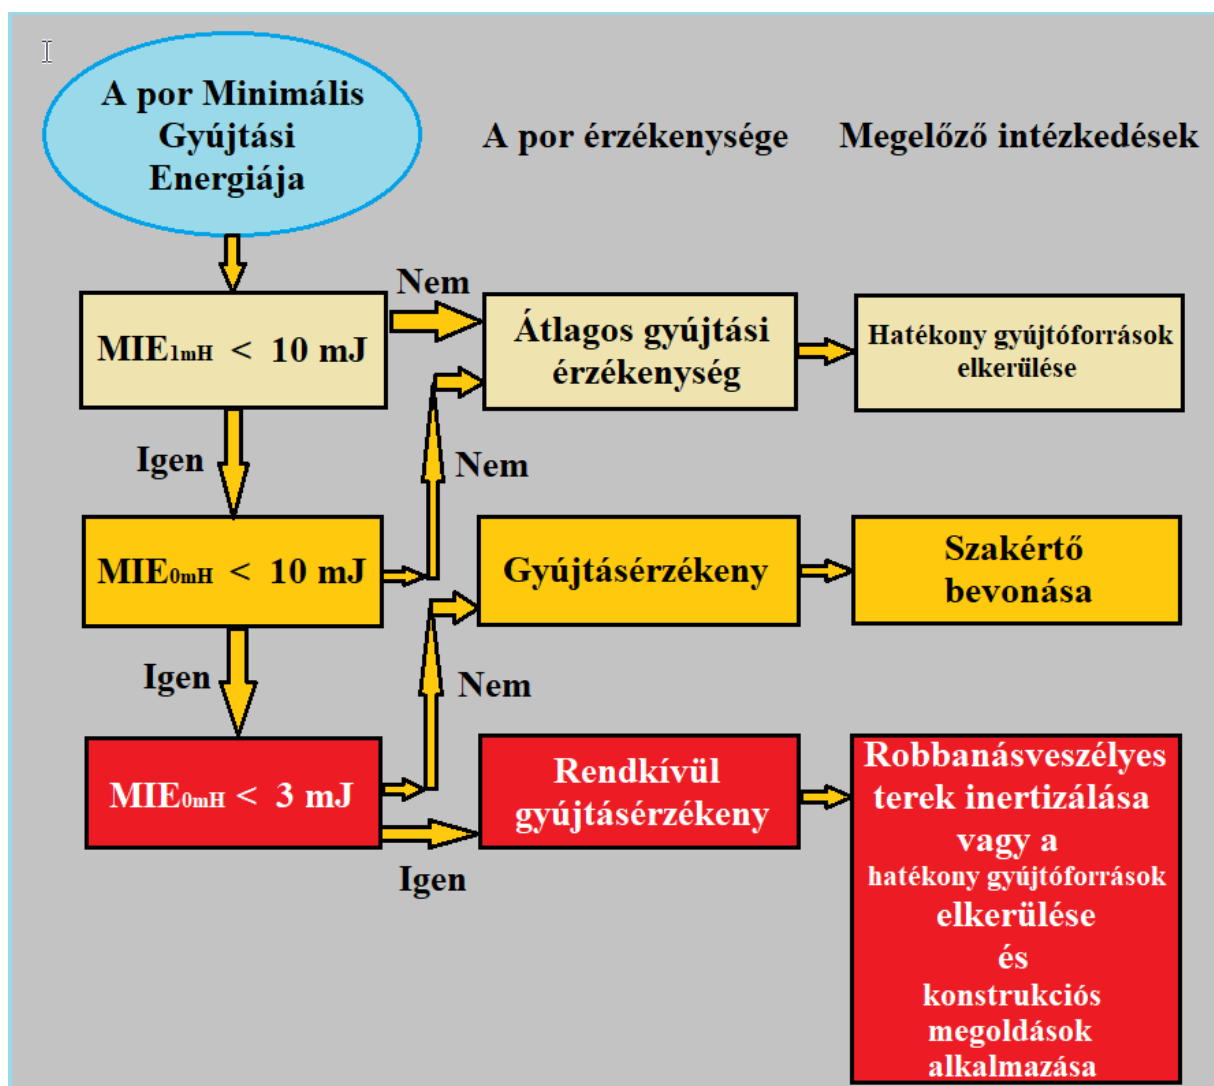 A por Minimális
Gyújtási
Energiája
A por érzékenysége
Megelőző intézkedések
MIE1mH < 10 mJ
Nem
Átlagos gyújtási
érzékenység
Hatékony gyújtóforrások
elkerülése
Igen
Nem
MIE0mH < 10 mJ
Gyújtásérzékeny
Szakértő
bevonása
Igen
Nem
MIE0mH < 3 mJ
Igen
Rendkívül
gyújtásérzékeny
Robbanásveszélyes
terek inertizálása
vagy a
hatékony gyújtóforrások
elkerülése
és
konstrukciós
megoldások
alkalmazása